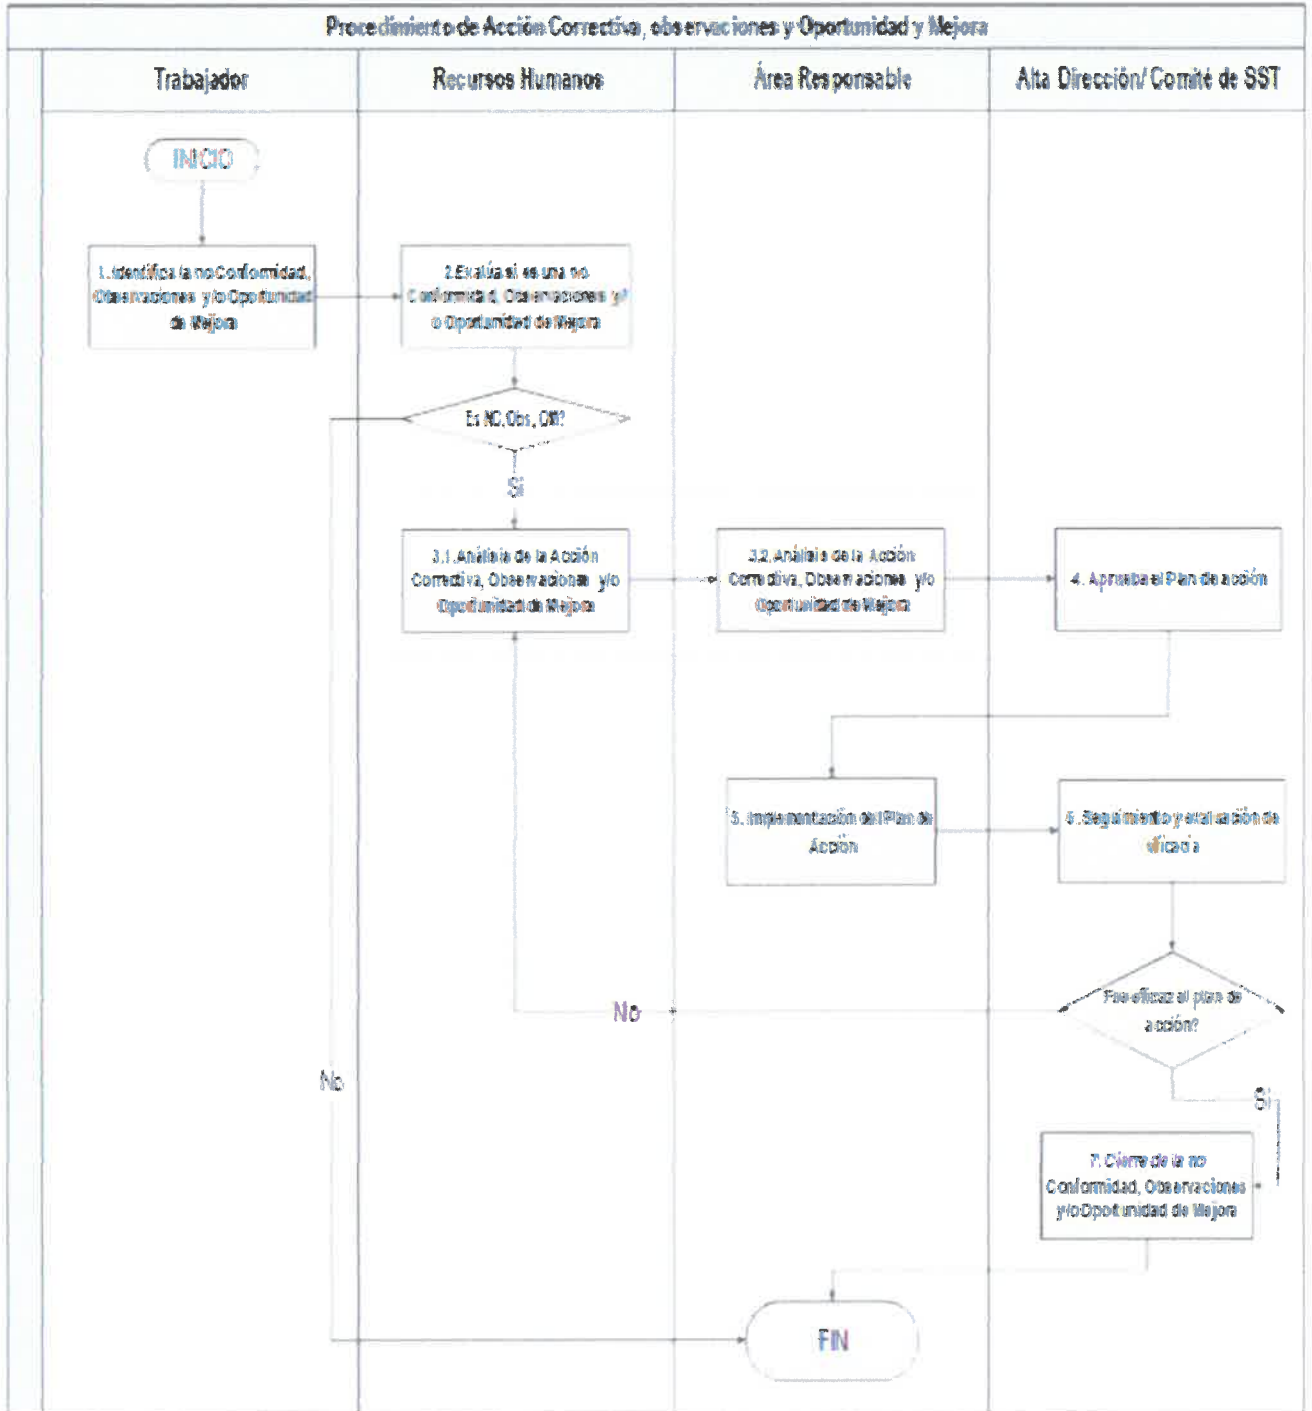 Procedimiento de Acción Correctiva, observaciones y Oportunidad y Mejora
Trabajador
Recursos Humanos
Área Responsable
Alta Dirección/ Comité de SST
INICIO
1. Identifica la no Conformidad,
Observaciones y/o Oportunidad
de Mejora
2.Evalúa si es una no
Conformidad, Observaciones y/
o Oportunidad de Mejora
Es NC, Obs, OM?
Si
3.1. Análisis de la Acción
Correctiva, Observaciones y/o
Oportunidad de Mejora
3.2. Análisis de la Acción
Correctiva, Observaciones y/o
Oportunidad de Mejora
4. Aprueba el Plan de acción
5. Implementación del Plan de
Acción
6. Seguimiento y evaluación de
eficacia
Fue eficaz el plan de
acción?
No
No
Si
7. Cierre de la no
Conformidad, Observaciones
y/o Oportunidad de Mejora
FIN